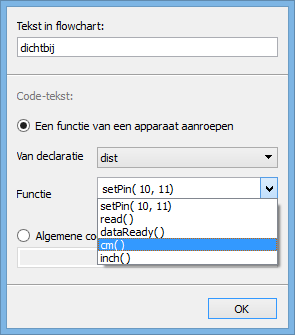 Tekst in flowchart:
dichtbij
Code-tekst:
Een functie van een apparaat aanroepen
Van declaratie
dist
Functie
setPin( 10, 11)
setPin( 10, 11)
read()
dataReady()
cm()
inch()
Algemene co
OK